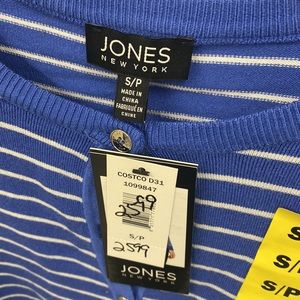 JONES
NEW YORK
S/P
MADE IN
CHINA
FABRIQUÉ EN
CHINE
COSTCO D31
1099847
2599
S/P
2599
JONES
NEW YORK
S
S/
S/P